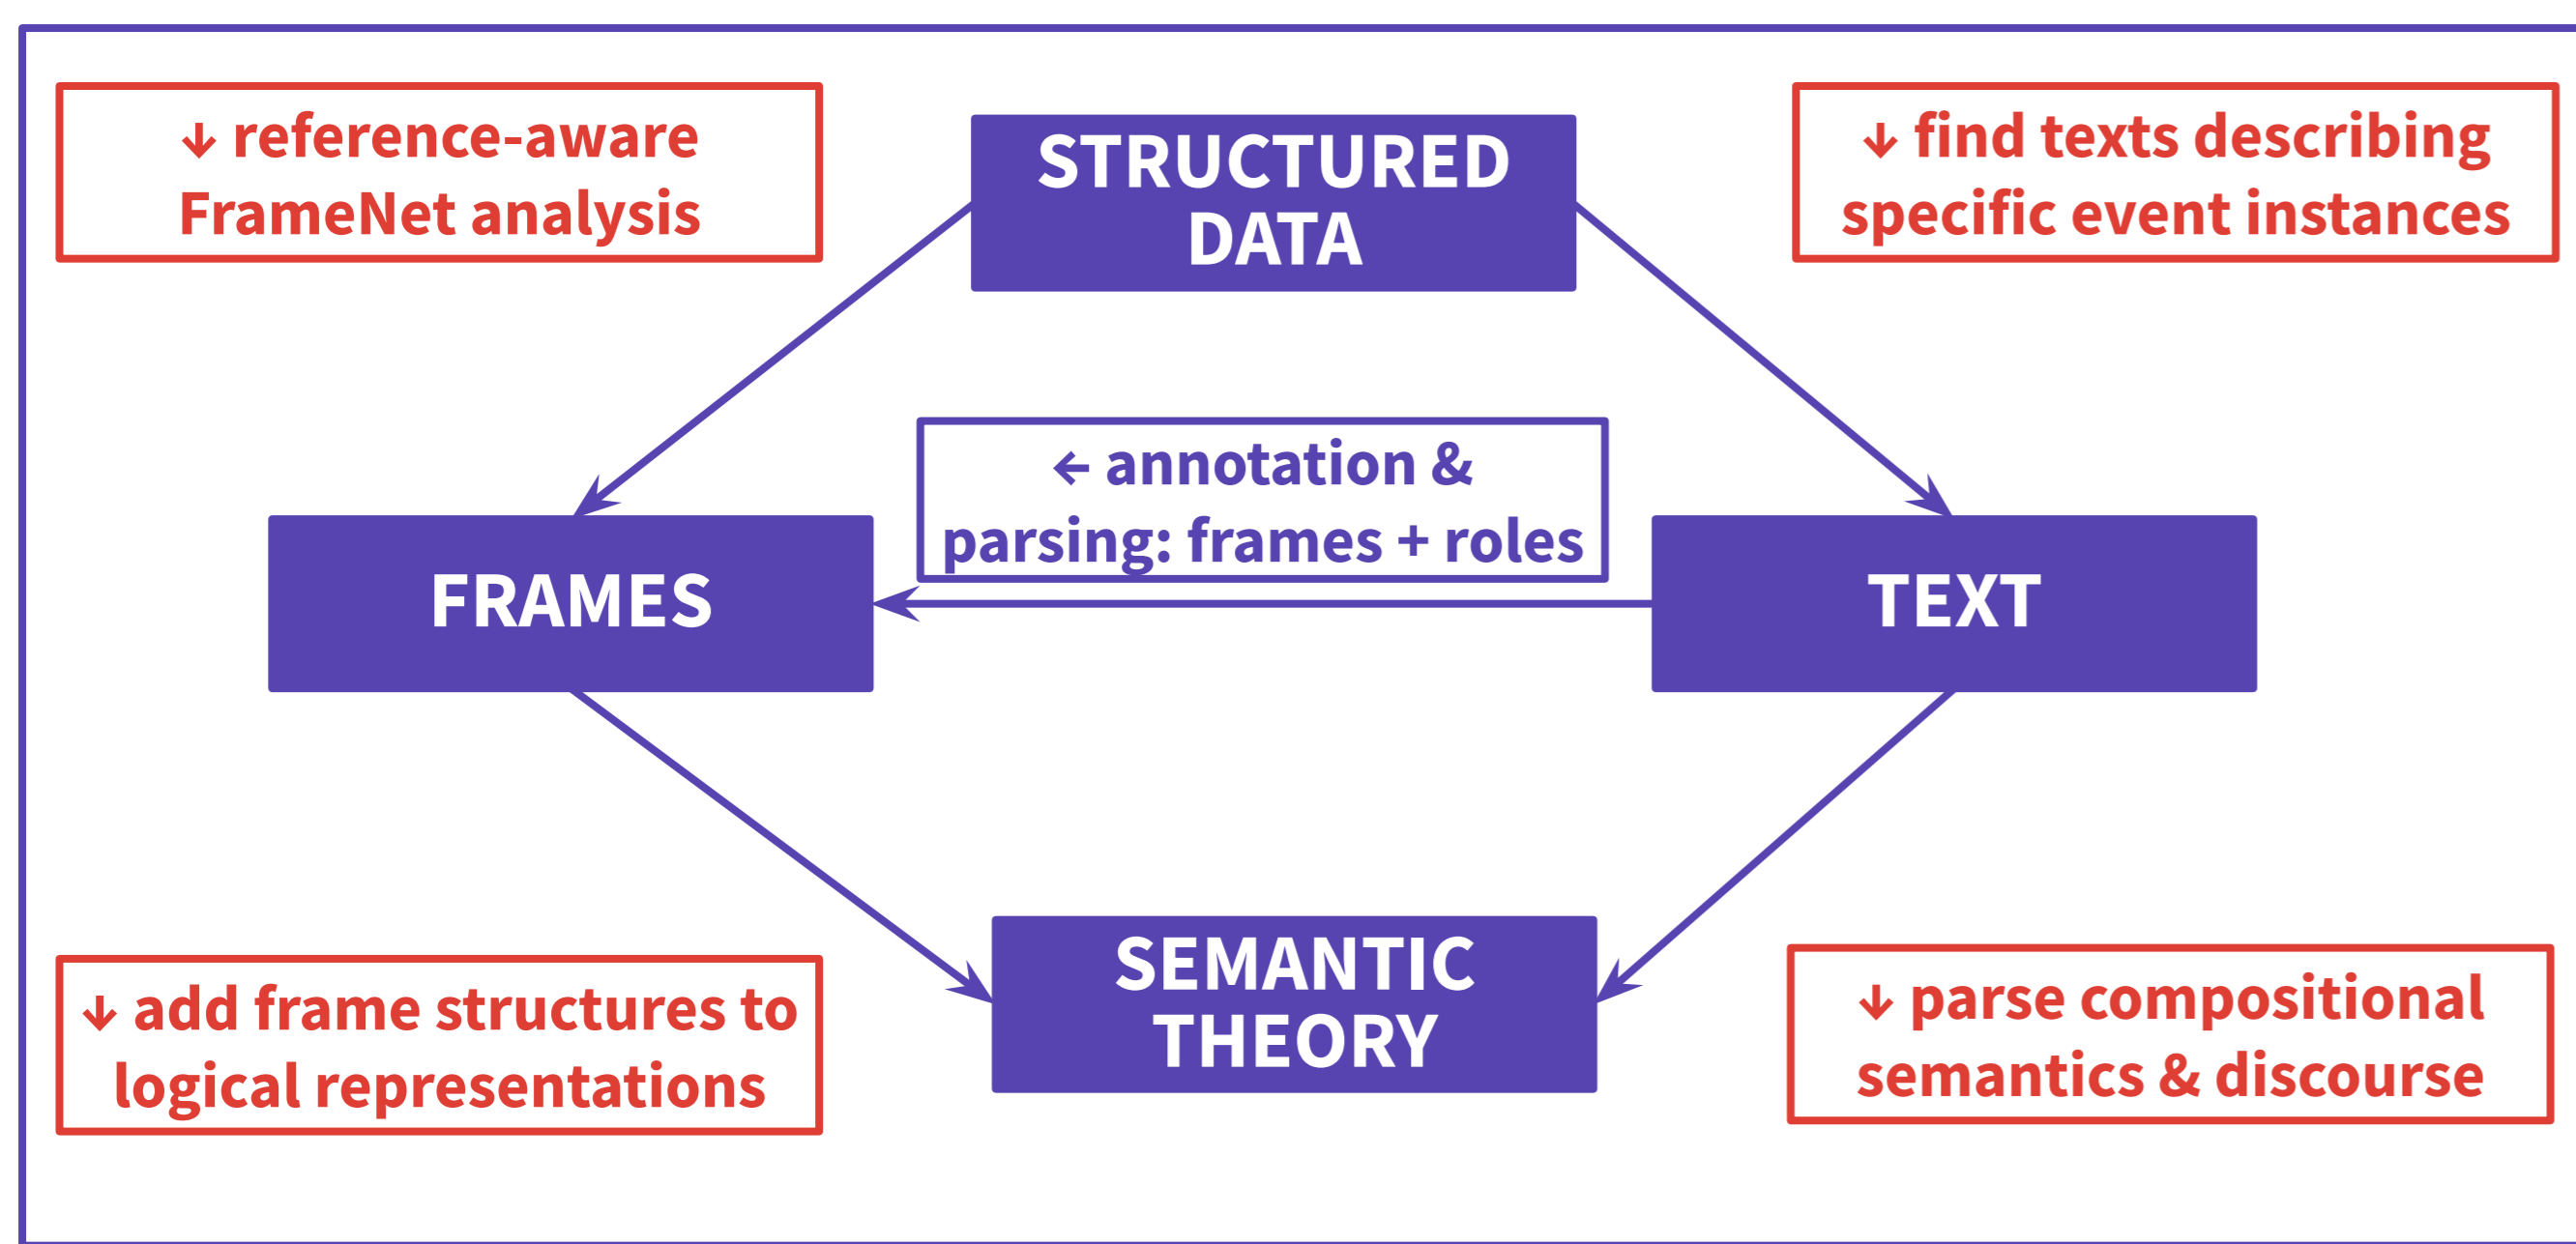 ↓ reference-aware
FrameNet analysis
STRUCTURED
DATA
↓ find texts describing
specific event instances
← annotation &
parsing: frames + roles
FRAMES
TEXT
↓ add frame structures to
logical representations
SEMANTIC
THEORY
↓ parse compositional
semantics & discourse